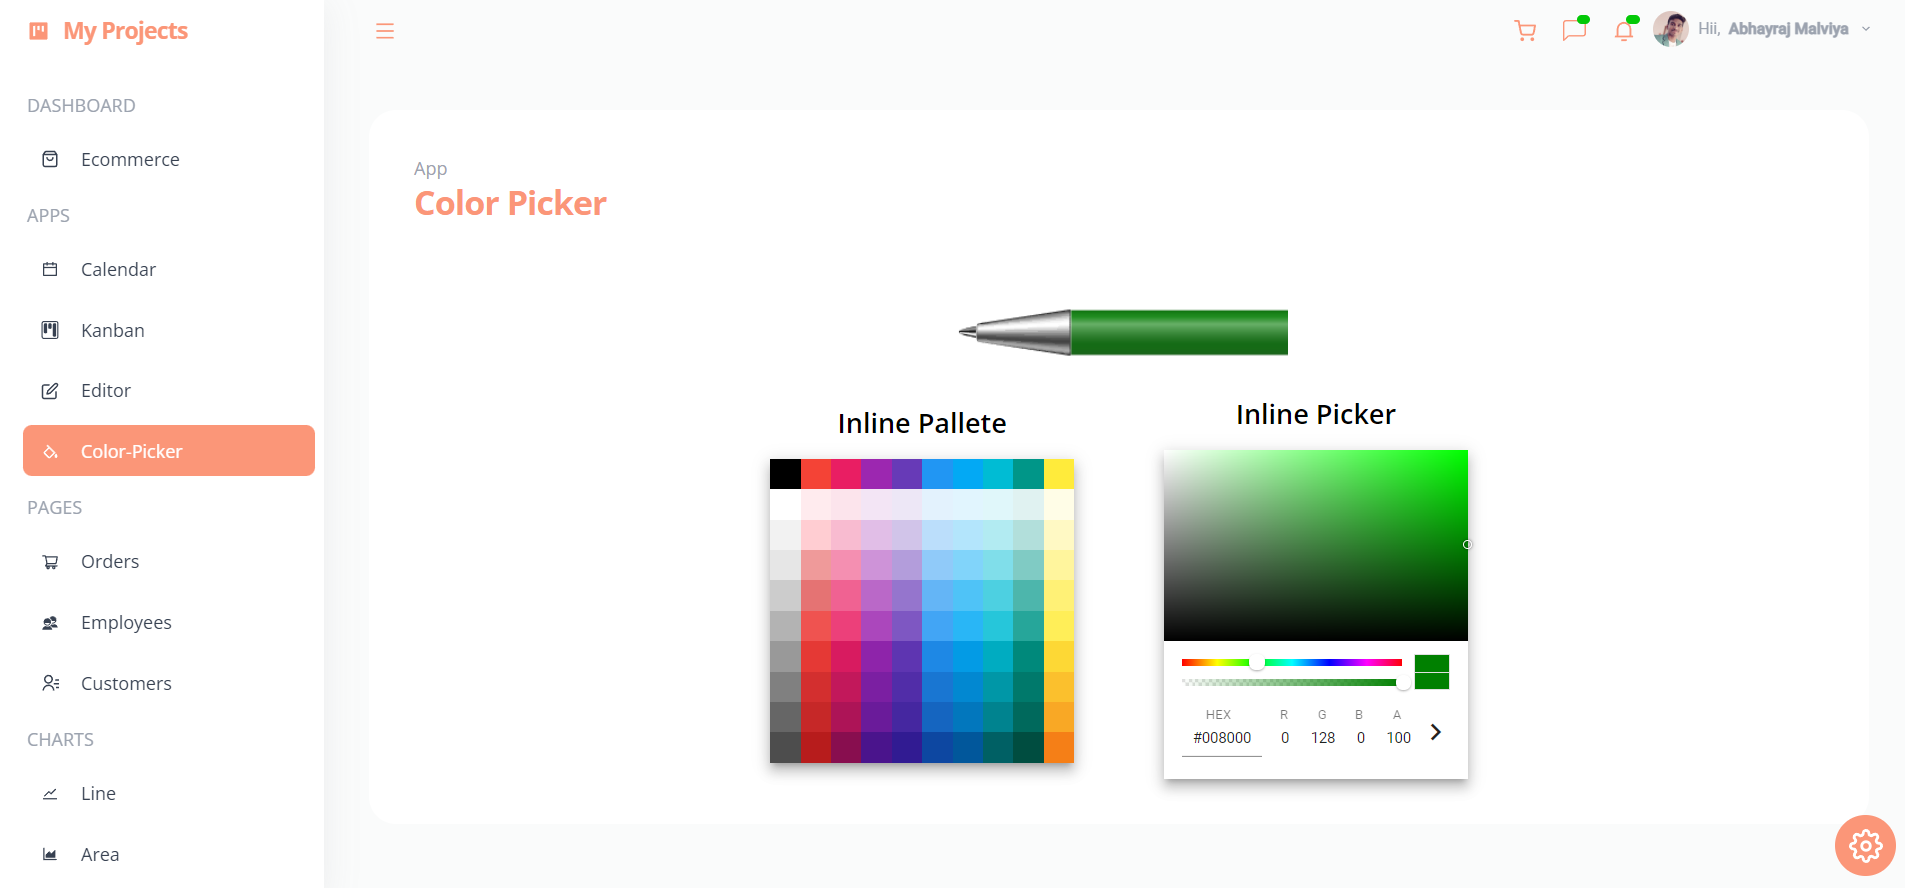 My Projects
Hii, Abhayraj Malviya
DASHBOARD
Ecommerce
APPS
Calendar
Kanban
Editor
Color-Picker
PAGES
Orders
Employees
Customers
CHARTS
Line
Area
App
Color Picker
Inline Pallete
Inline Picker
HEX R G B A
#008000 0 128 0 100